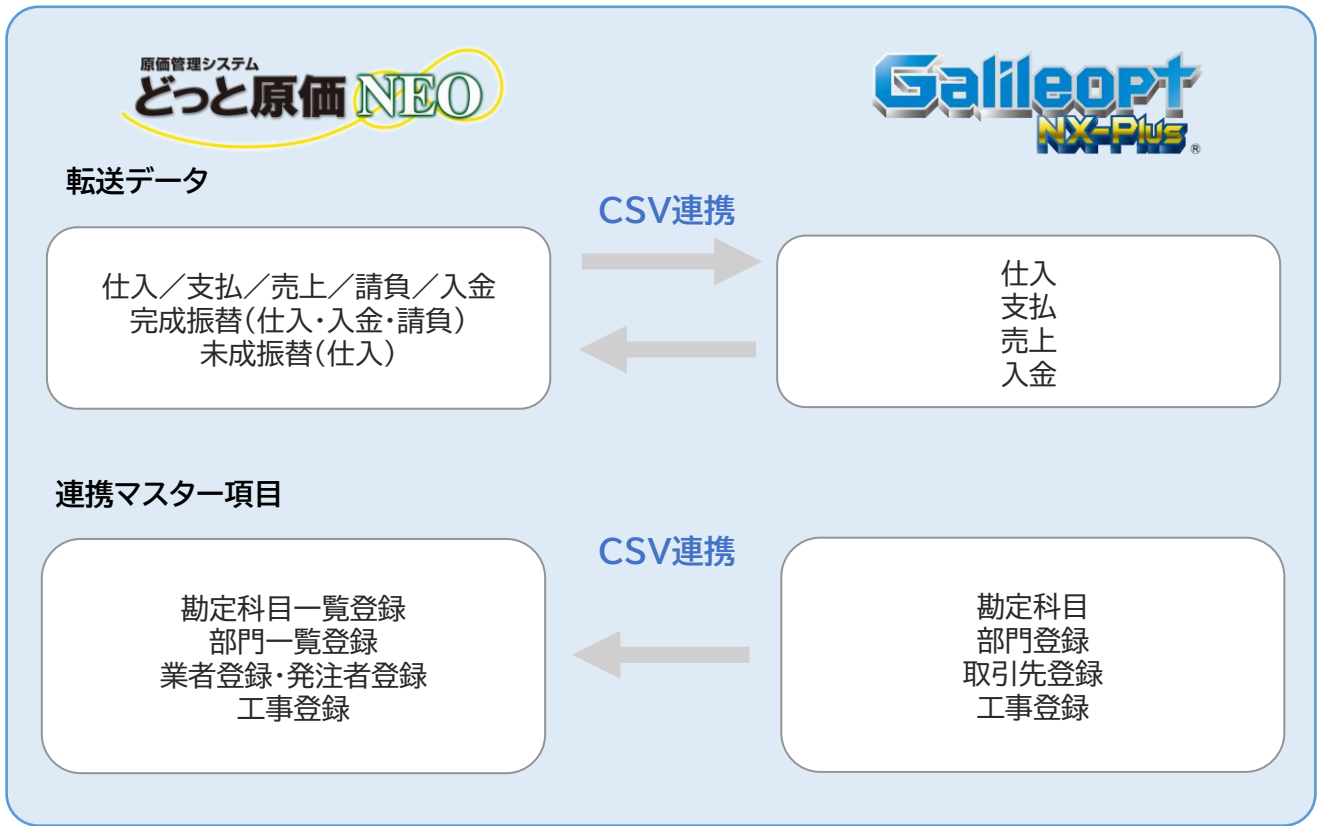 原価管理システム
どっと原価NEO
Galileopt
NX-Plus®
転送データ
CSV連携
仕入／支払／売上／請負／入金
完成振替(仕入・入金・請負)
未成振替(仕入)
仕入
支払
売上
入金
連携マスター項目
CSV連携
勘定科目一覧登録
部門一覧登録
業者登録・発注者登録
工事登録
勘定科目
部門登録
取引先登録
工事登録